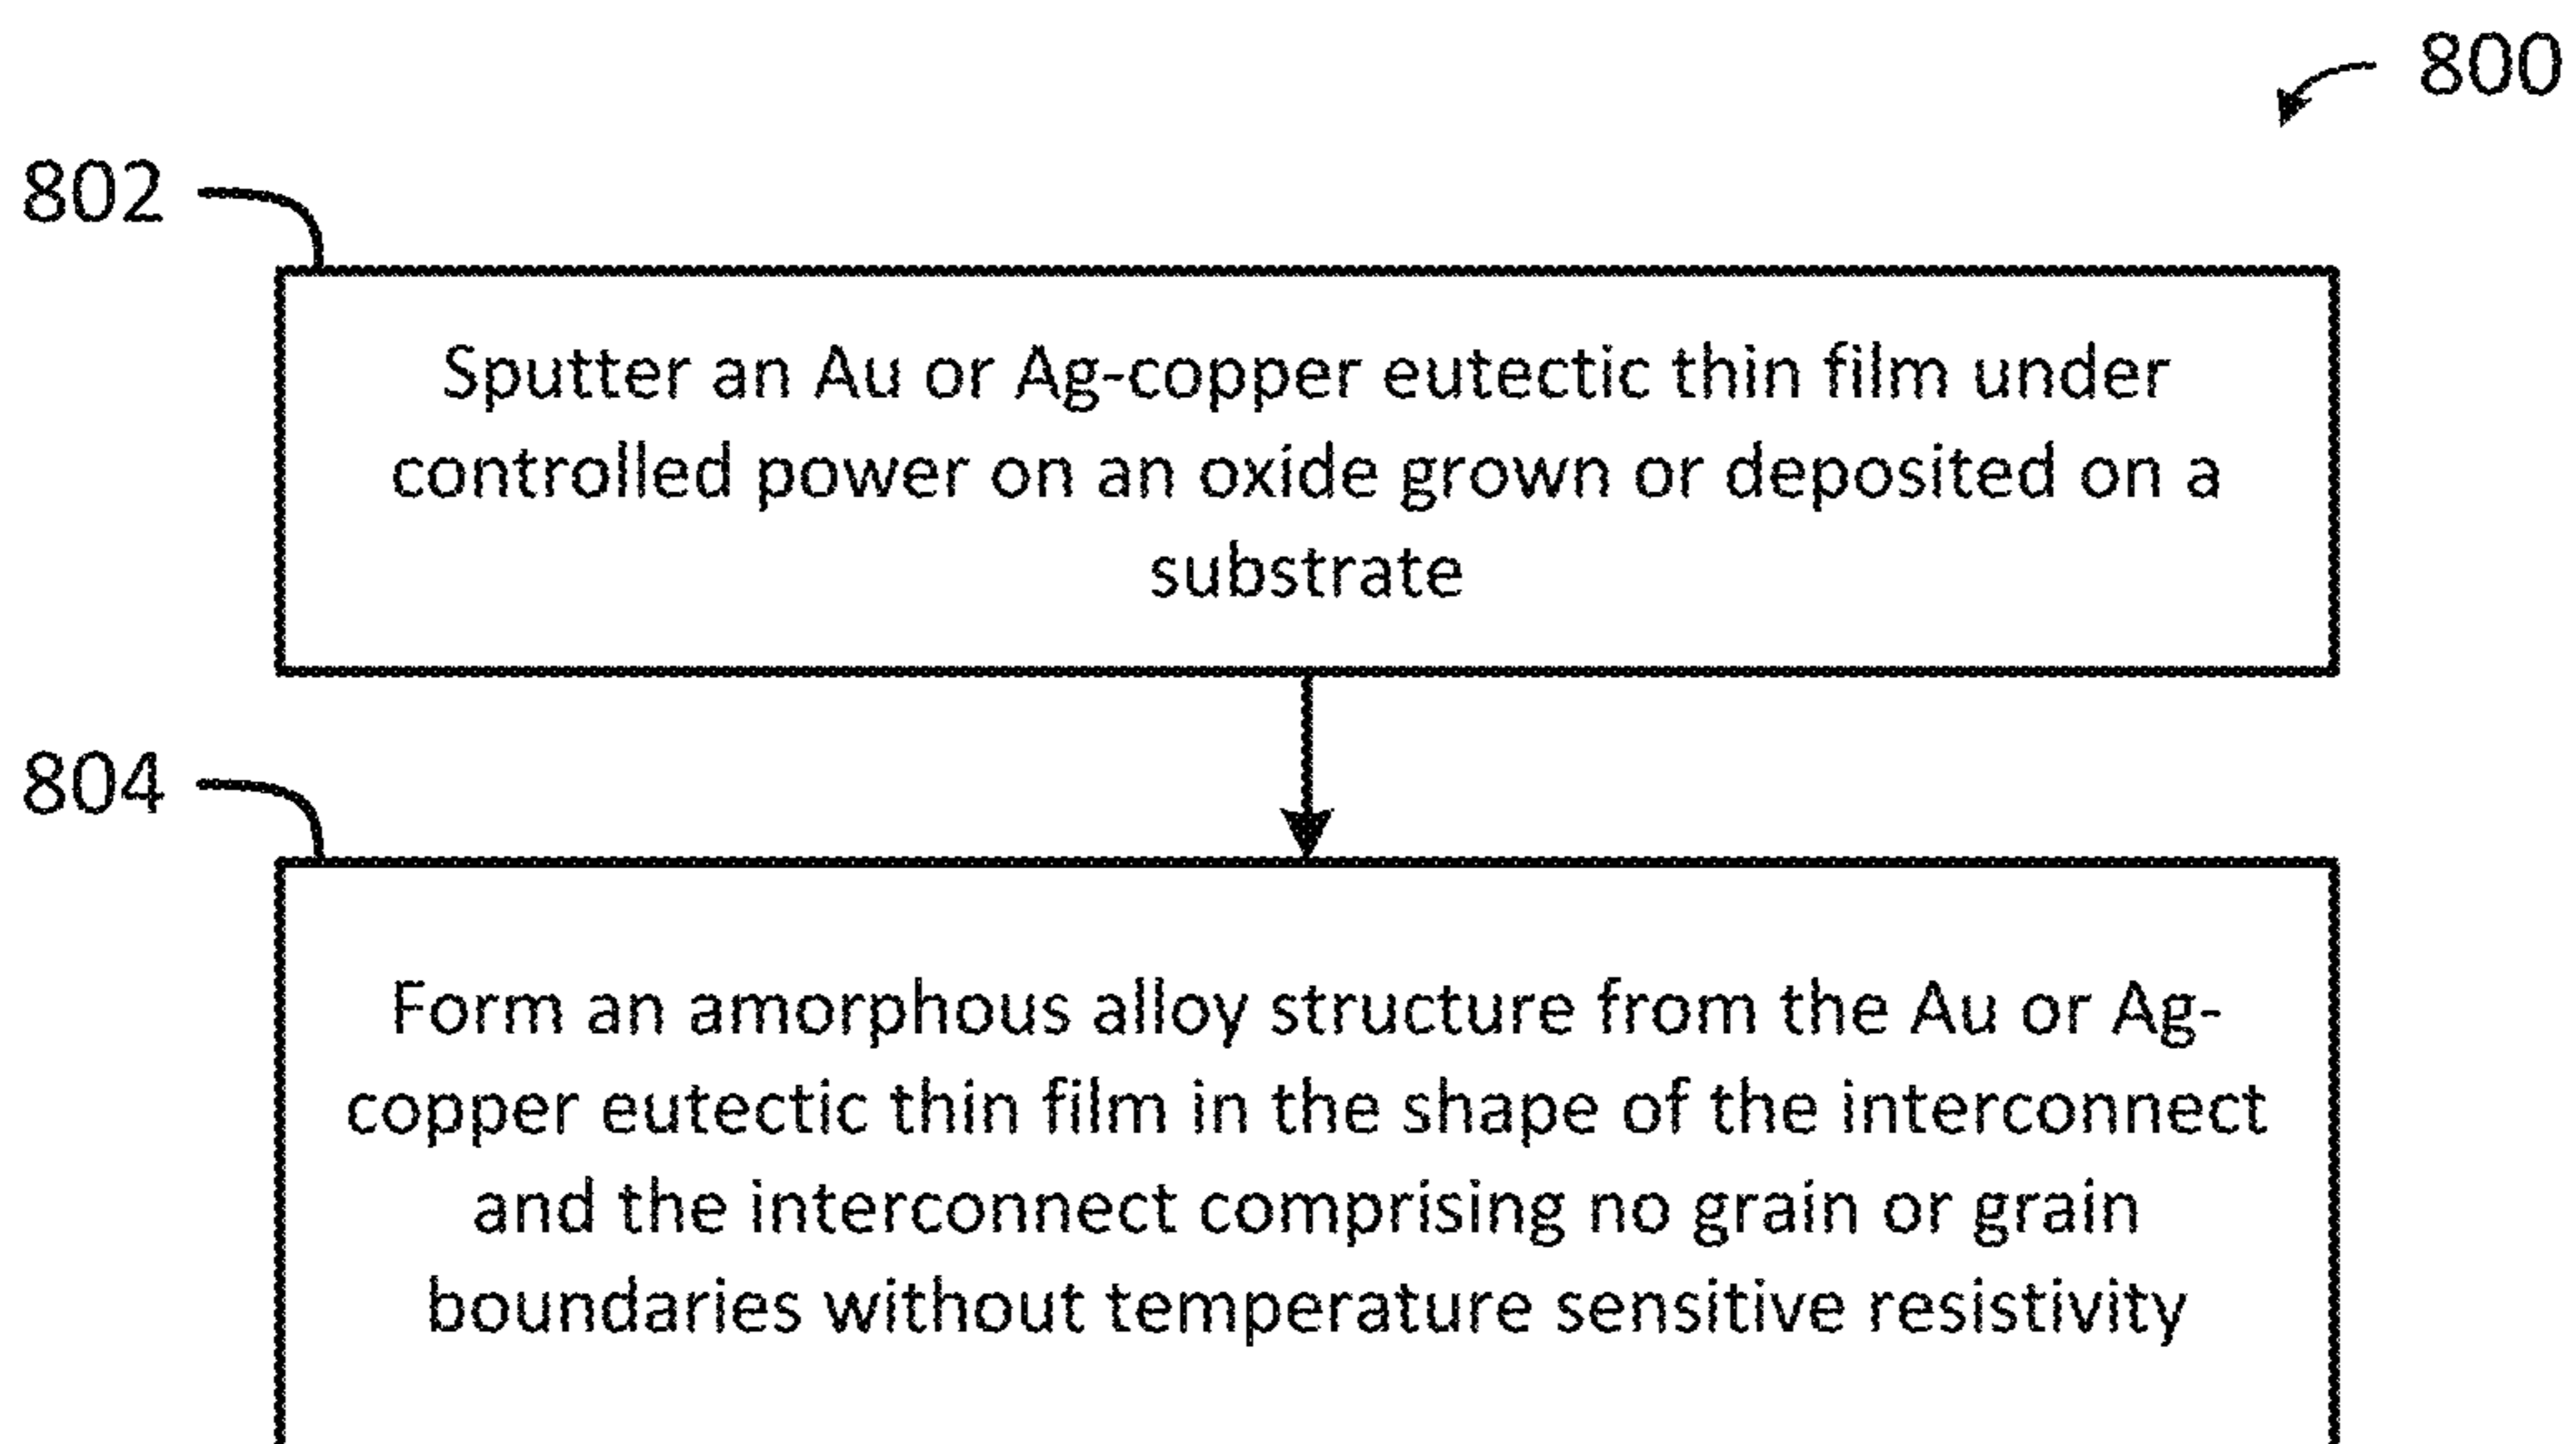 800
802
Sputter an Au or Ag-copper eutectic thin film under
controlled power on an oxide grown or deposited on a
substrate
804
Form an amorphous alloy structure from the Au or Ag-
copper eutectic thin film in the shape of the interconnect
and the interconnect comprising no grain or grain
boundaries without temperature sensitive resistivity